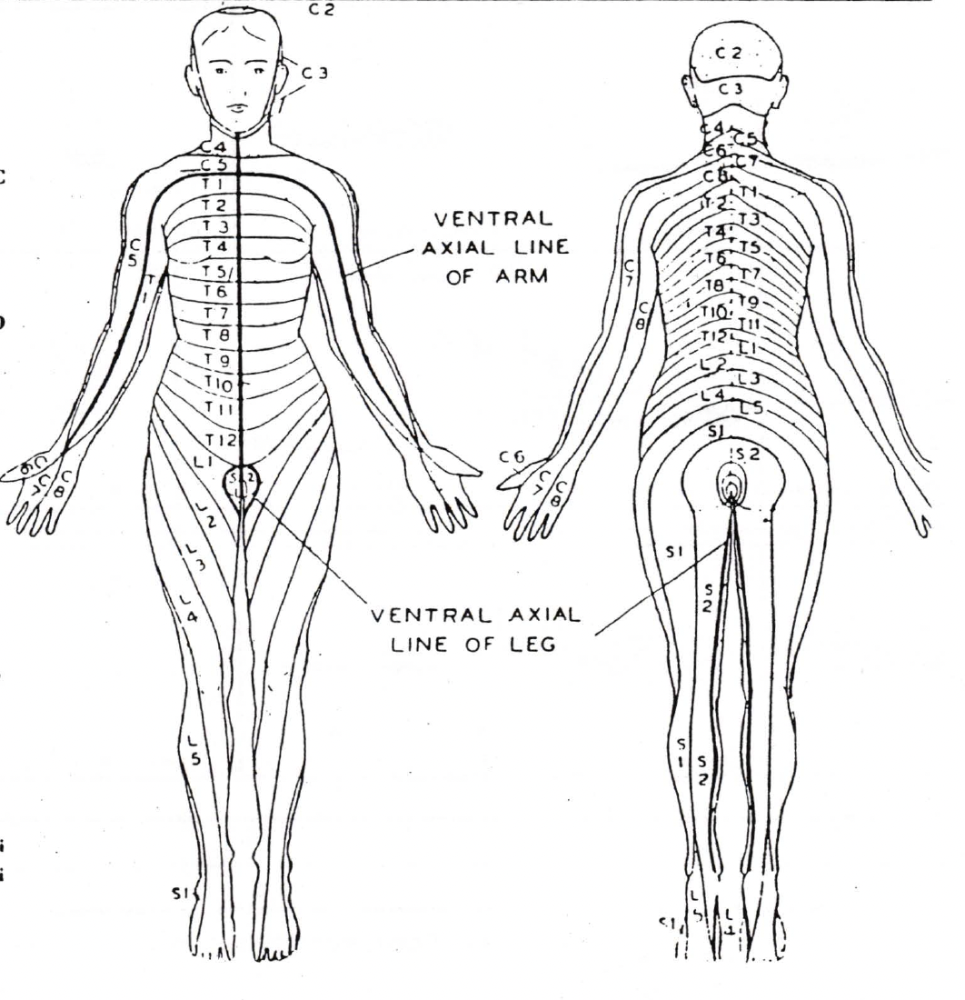 C2
C3
C4
C5
T1
T2
T3
T4
T5
T6
T7
T8
T9
T10
T11
T12
L1
S 2
L2
L3
L4
L5
S1
C5
T1
C6
C7
C8
VENTRAL
AXIAL LINE
OF ARM
VENTRAL AXIAL
LINE OF LEG
C2
C3
C4
C5
C6
C7
C8
T1
T2
T3
T4
T5
T6
T7
T8
T9
T10
T11
T12
L1
L2
L3
L4
L5
S1
S2
C7
C8
C6
C7
C8
S1
S2
S1
S2
L5
S1